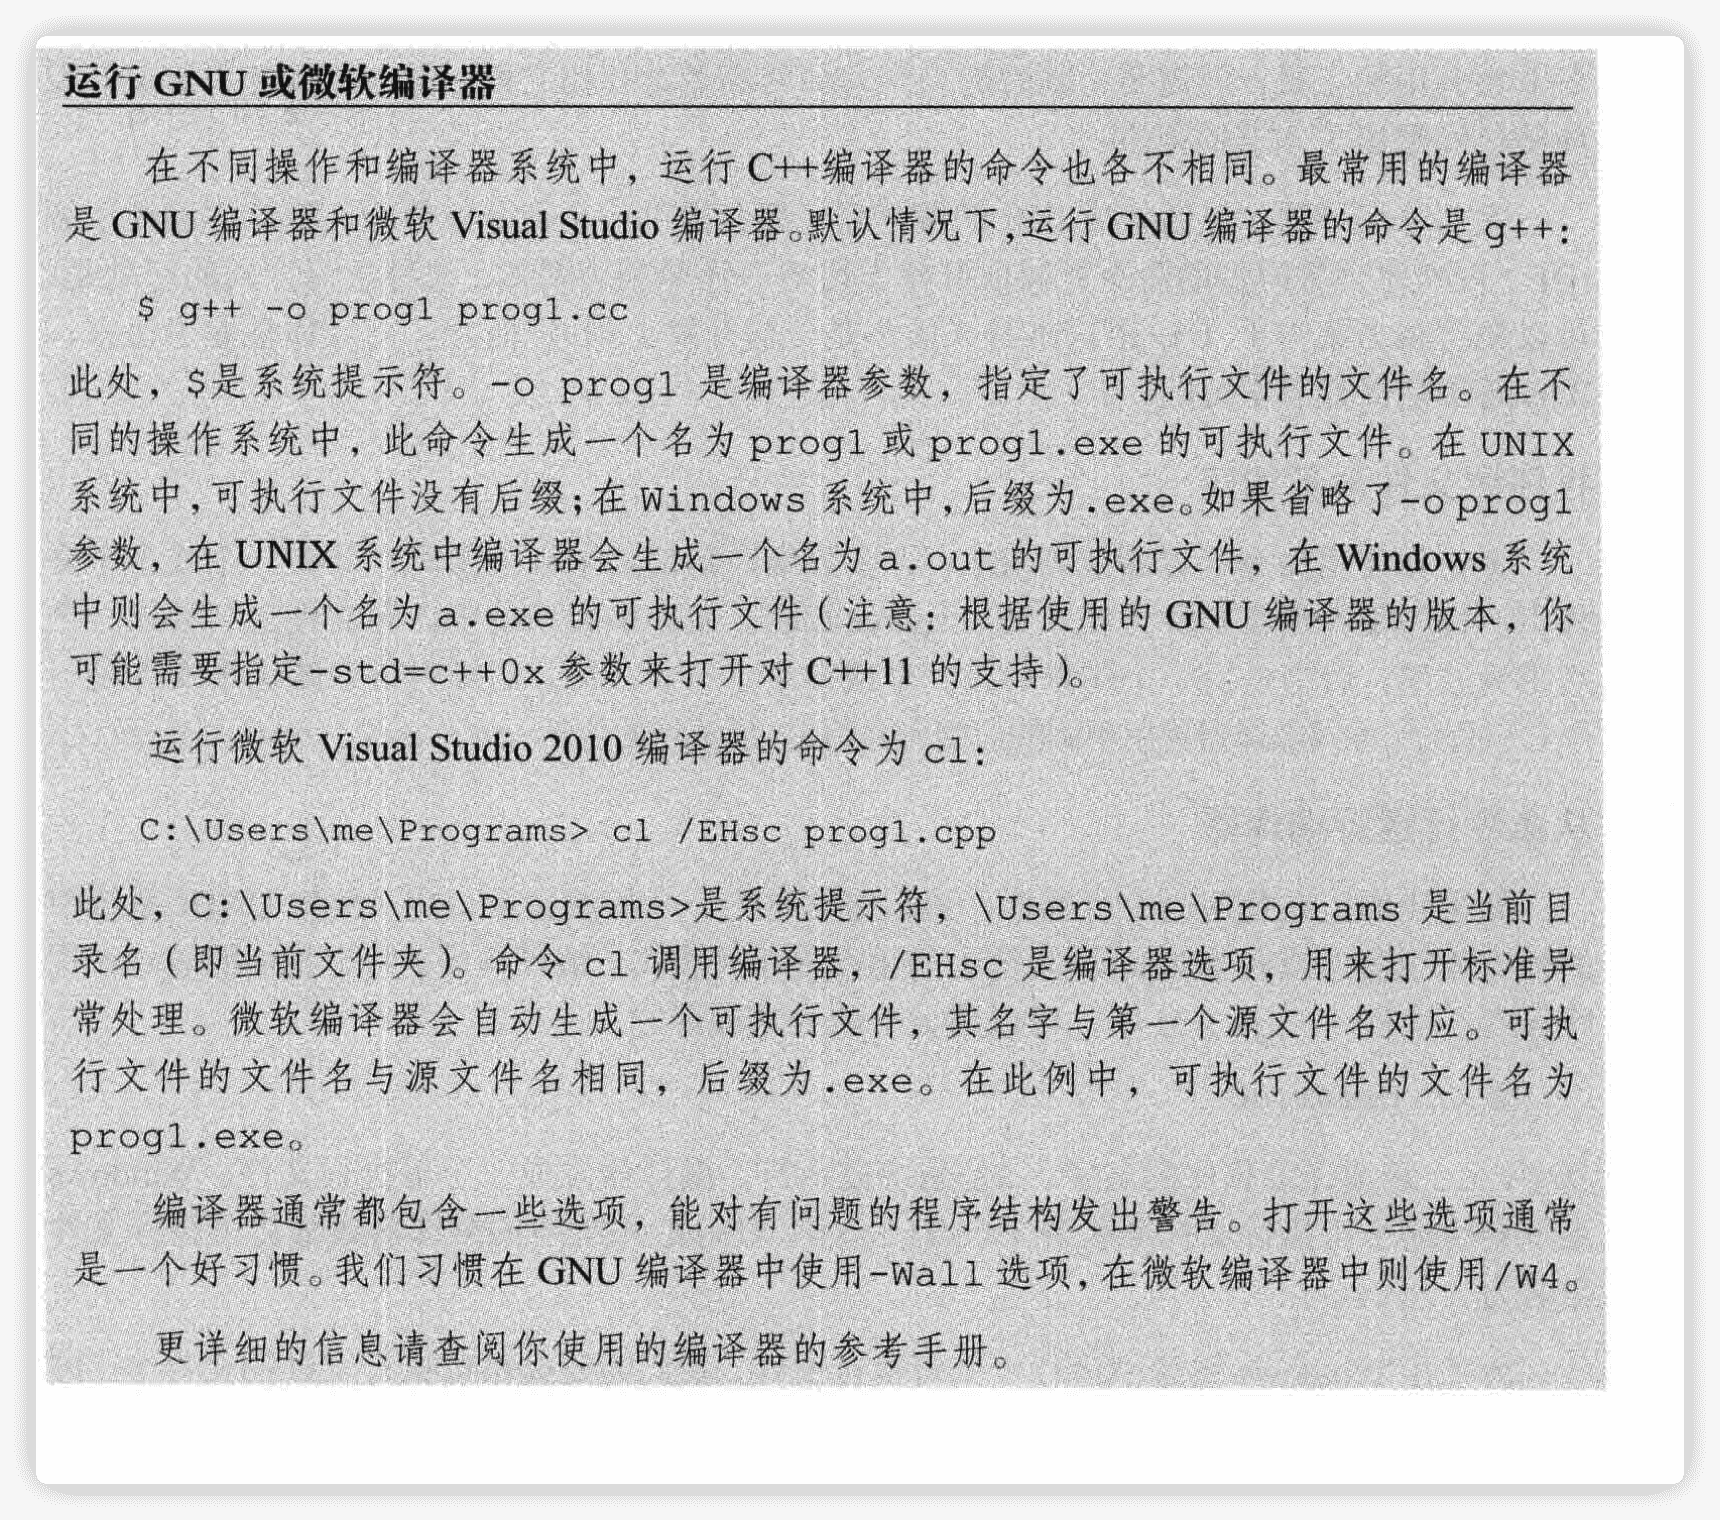 运行 GNU 或微软编译器
在不同操作和编译器系统中，运行 C++编译器的命令也各不相同。最常用的编译器
是 GNU 编译器和微软 Visual Studio 编译器。默认情况下，运行 GNU 编译器的命令是 g++：
$ g++ -o prog1 prog1.cc
此处，$是系统提示符。-o prog1 是编译器参数，指定了可执行文件的文件名。在不
同的操作系统中，此命令生成一个名为 prog1 或 prog1.exe 的可执行文件。在 UNIX
系统中，可执行文件没有后缀；在 Windows 系统中，后缀为.exe。如果省略了-o prog1
参数，在 UNIX 系统中编译器会生成一个名为 a.out 的可执行文件，在 Windows 系统
中则会生成一个名为 a.exe 的可执行文件（注意：根据使用的 GNU 编译器的版本，你
可能需要指定-std=c++0x 参数来打开对 C++11 的支持）。
运行微软 Visual Studio 2010 编译器的命令为 cl：
C:\Users\me\Programs> cl /EHsc prog1.cpp
此处，C:\Users\me\Programs>是系统提示符，\Users\me\Programs 是当前目
录名（即当前文件夹）。命令 cl 调用编译器，/EHsc 是编译器选项，用来打开标准异
常处理。微软编译器会自动生成一个可执行文件，其名字与第一个源文件名对应。可执
行文件的文件名与源文件名相同，后缀为.exe。在此例中，可执行文件的文件名为
prog1.exe。
编译器通常都包含一些选项，能对有问题的程序结构发出警告。打开这些选项通常
是一个好习惯。我们习惯在 GNU 编译器中使用-Wall 选项，在微软编译器中则使用/W4。
更详细的信息请查阅你使用的编译器的参考手册。